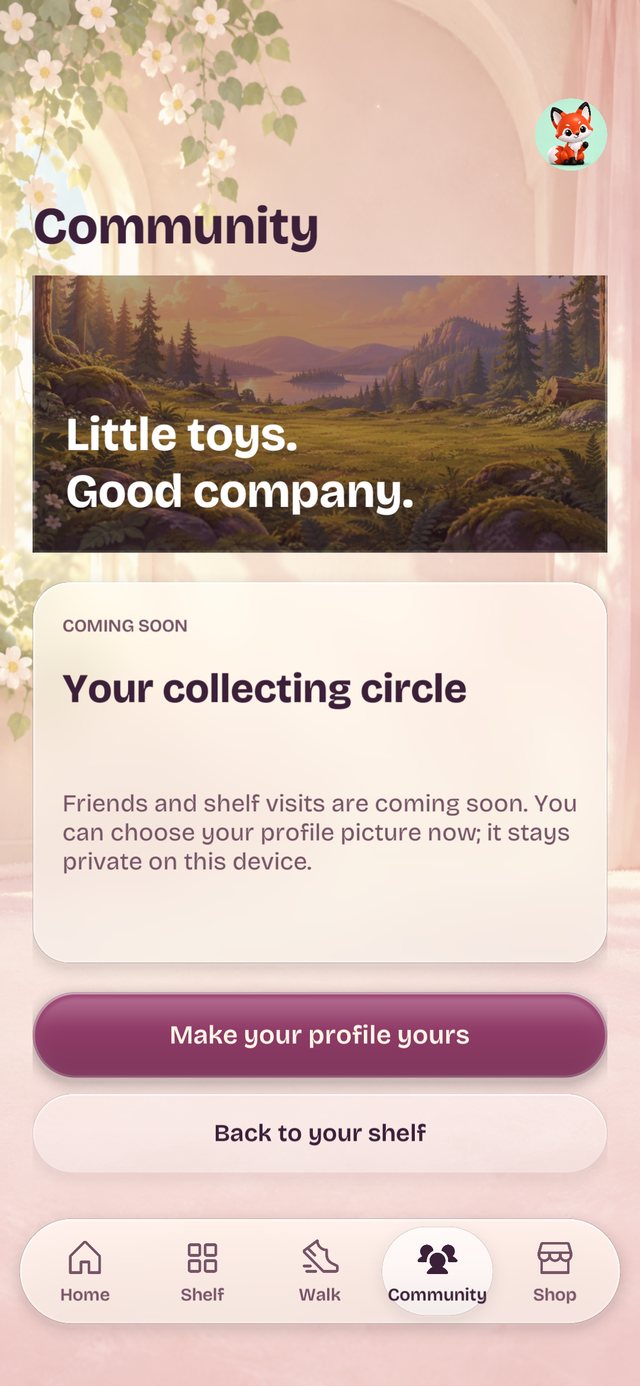 Community
Little toys.
Good company.
COMING SOON
Your collecting circle
Friends and shelf visits are coming soon. You
can choose your profile picture now; it stays
private on this device.
Make your profile yours
Back to your shelf
Home
Shelf
Walk
Community
Shop